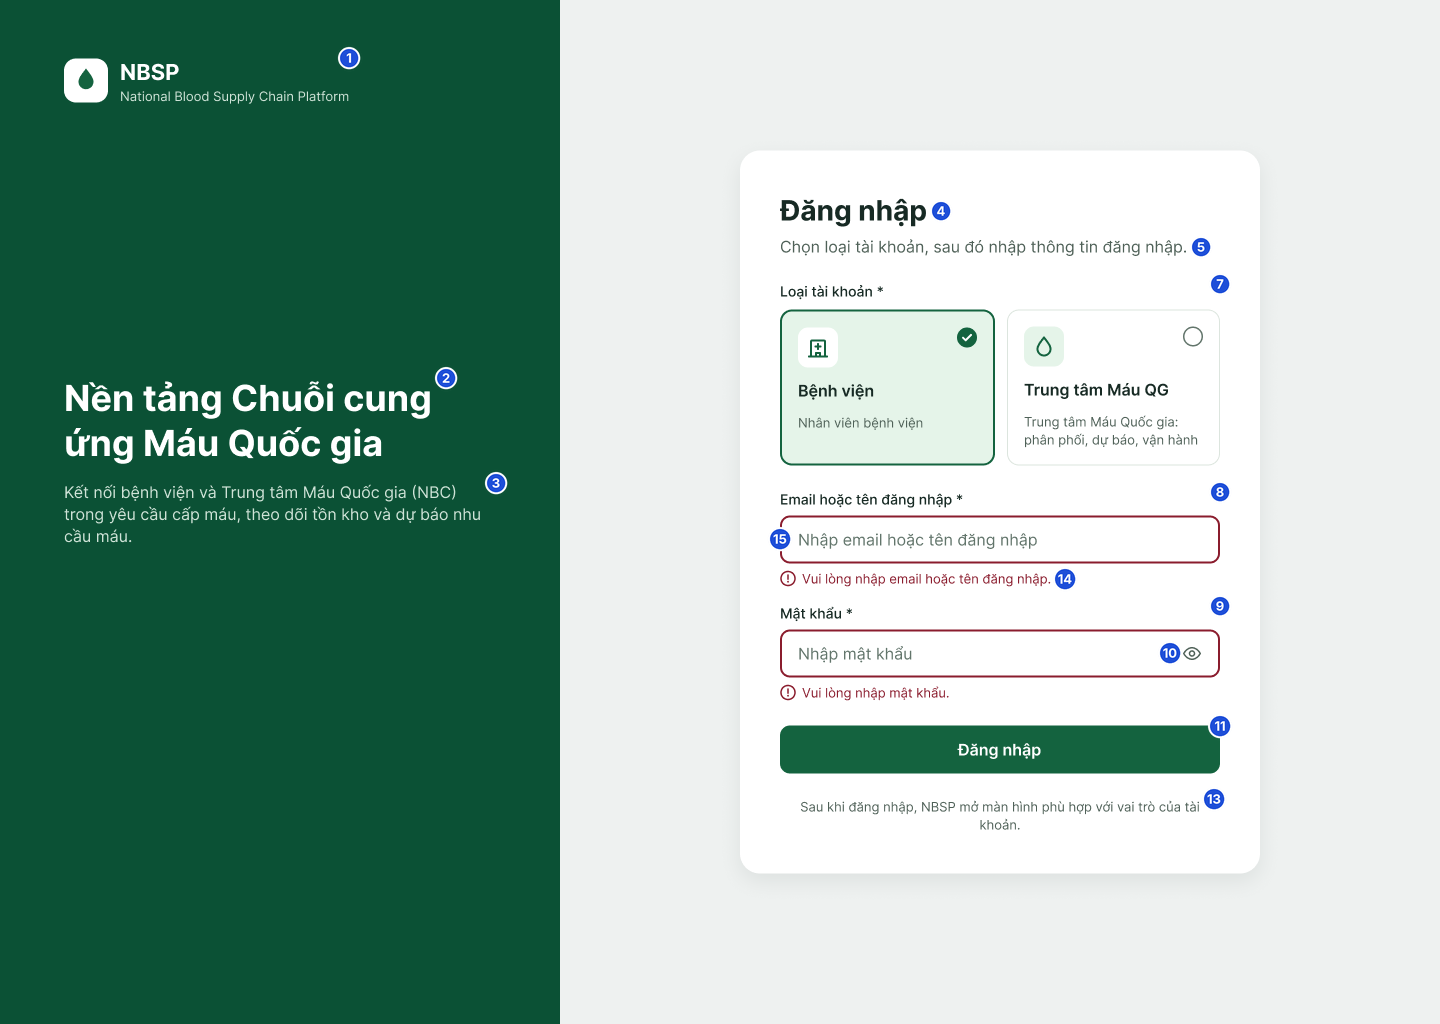 NBSP 1
National Blood Supply Chain Platform
Nền tảng Chuỗi cung 2
ứng Máu Quốc gia
3
Kết nối bệnh viện và Trung tâm Máu Quốc gia (NBC)
trong yêu cầu cấp máu, theo dõi tồn kho và dự báo nhu
cầu máu.
Đăng nhập 4
Chọn loại tài khoản, sau đó nhập thông tin đăng nhập. 5
Loại tài khoản * 7
Bệnh viện
Nhân viên bệnh viện
Trung tâm Máu QG
Trung tâm Máu Quốc gia:
phân phối, dự báo, vận hành
Email hoặc tên đăng nhập * 8
15 Nhập email hoặc tên đăng nhập
Vui lòng nhập email hoặc tên đăng nhập. 14
Mật khẩu * 9
Nhập mật khẩu 10
Vui lòng nhập mật khẩu.
11
Đăng nhập
Sau khi đăng nhập, NBSP mở màn hình phù hợp với vai trò của tài 13
khoản.